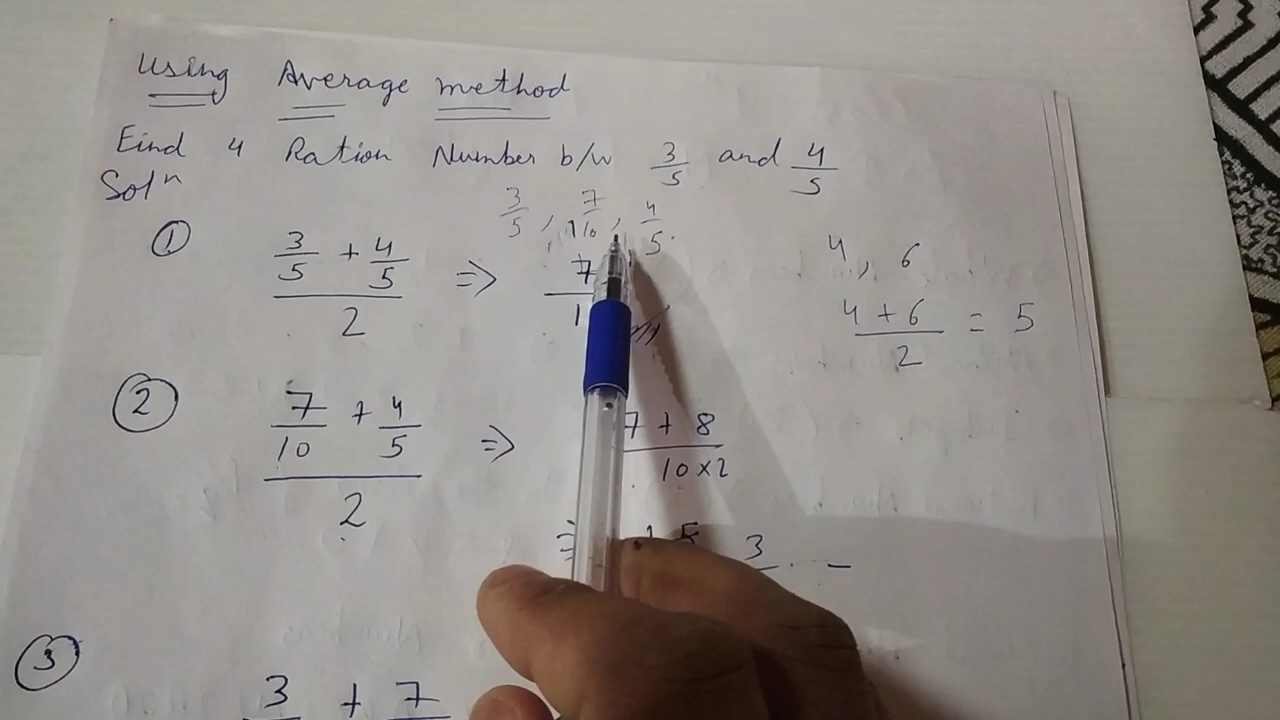 Using Average method
Find 4 Ration Number b/w 3/5 and 4/5
Solⁿ
3/5, 7/10, 4/5.
① (3/5 + 4/5)/2 ⇒ 7
4, 6
(4+6)/2 = 5
② (7/10 + 4/5)/2 ⇒ (7+8)/(10×2)
15 3
③ 3 + 7